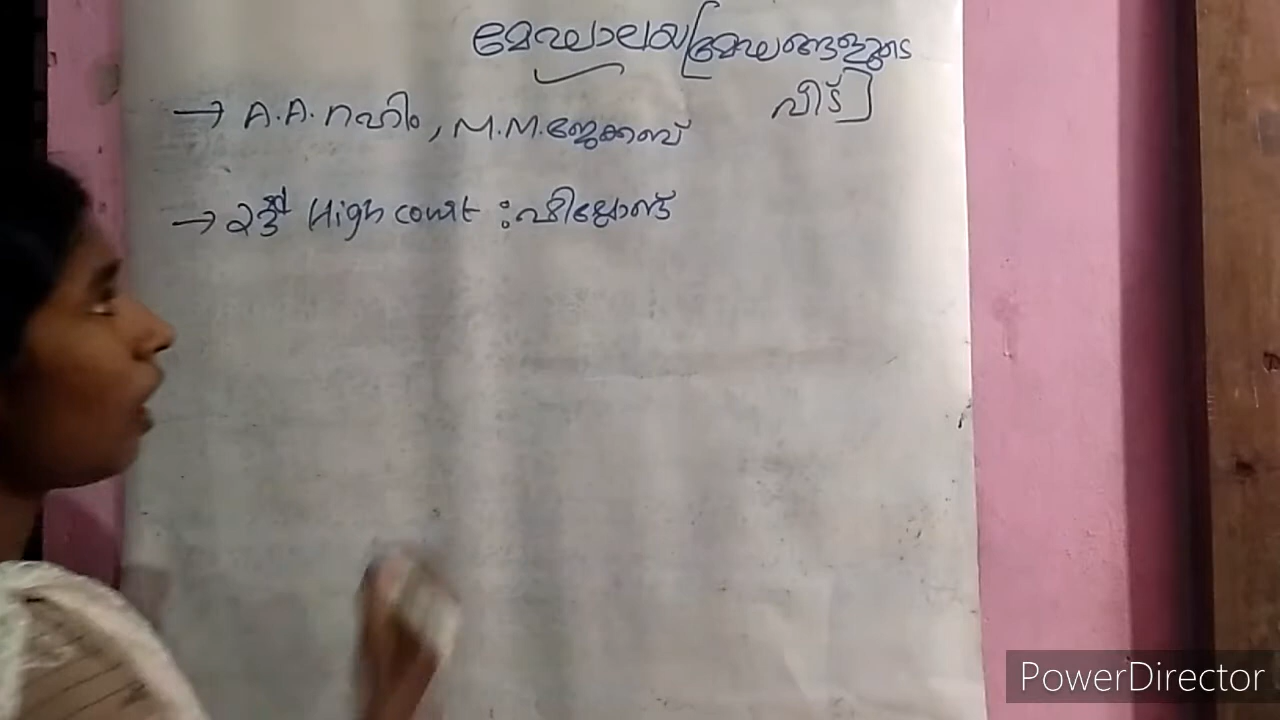 മേഘാലയ [മേഘങ്ങളുടെ
വീട്]
→ A.A.റഹീം, M.M.ജേക്കബ്
→ 23rd High court : ഷില്ലോങ്
PowerDirector